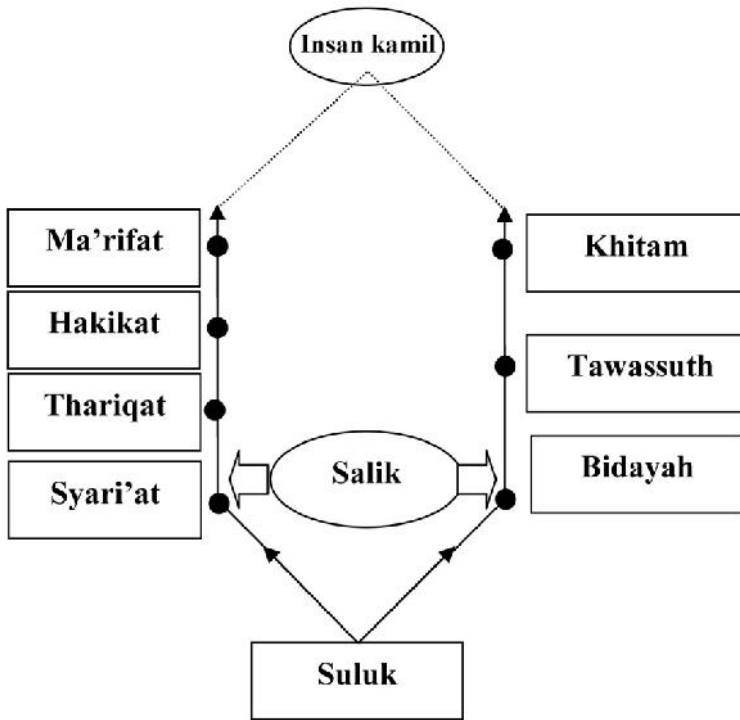 Insan kamil
Ma’rifat
Khitam
Hakikat
Tawassuth
Thariqat
Salik
Bidayah
Syari’at
Suluk